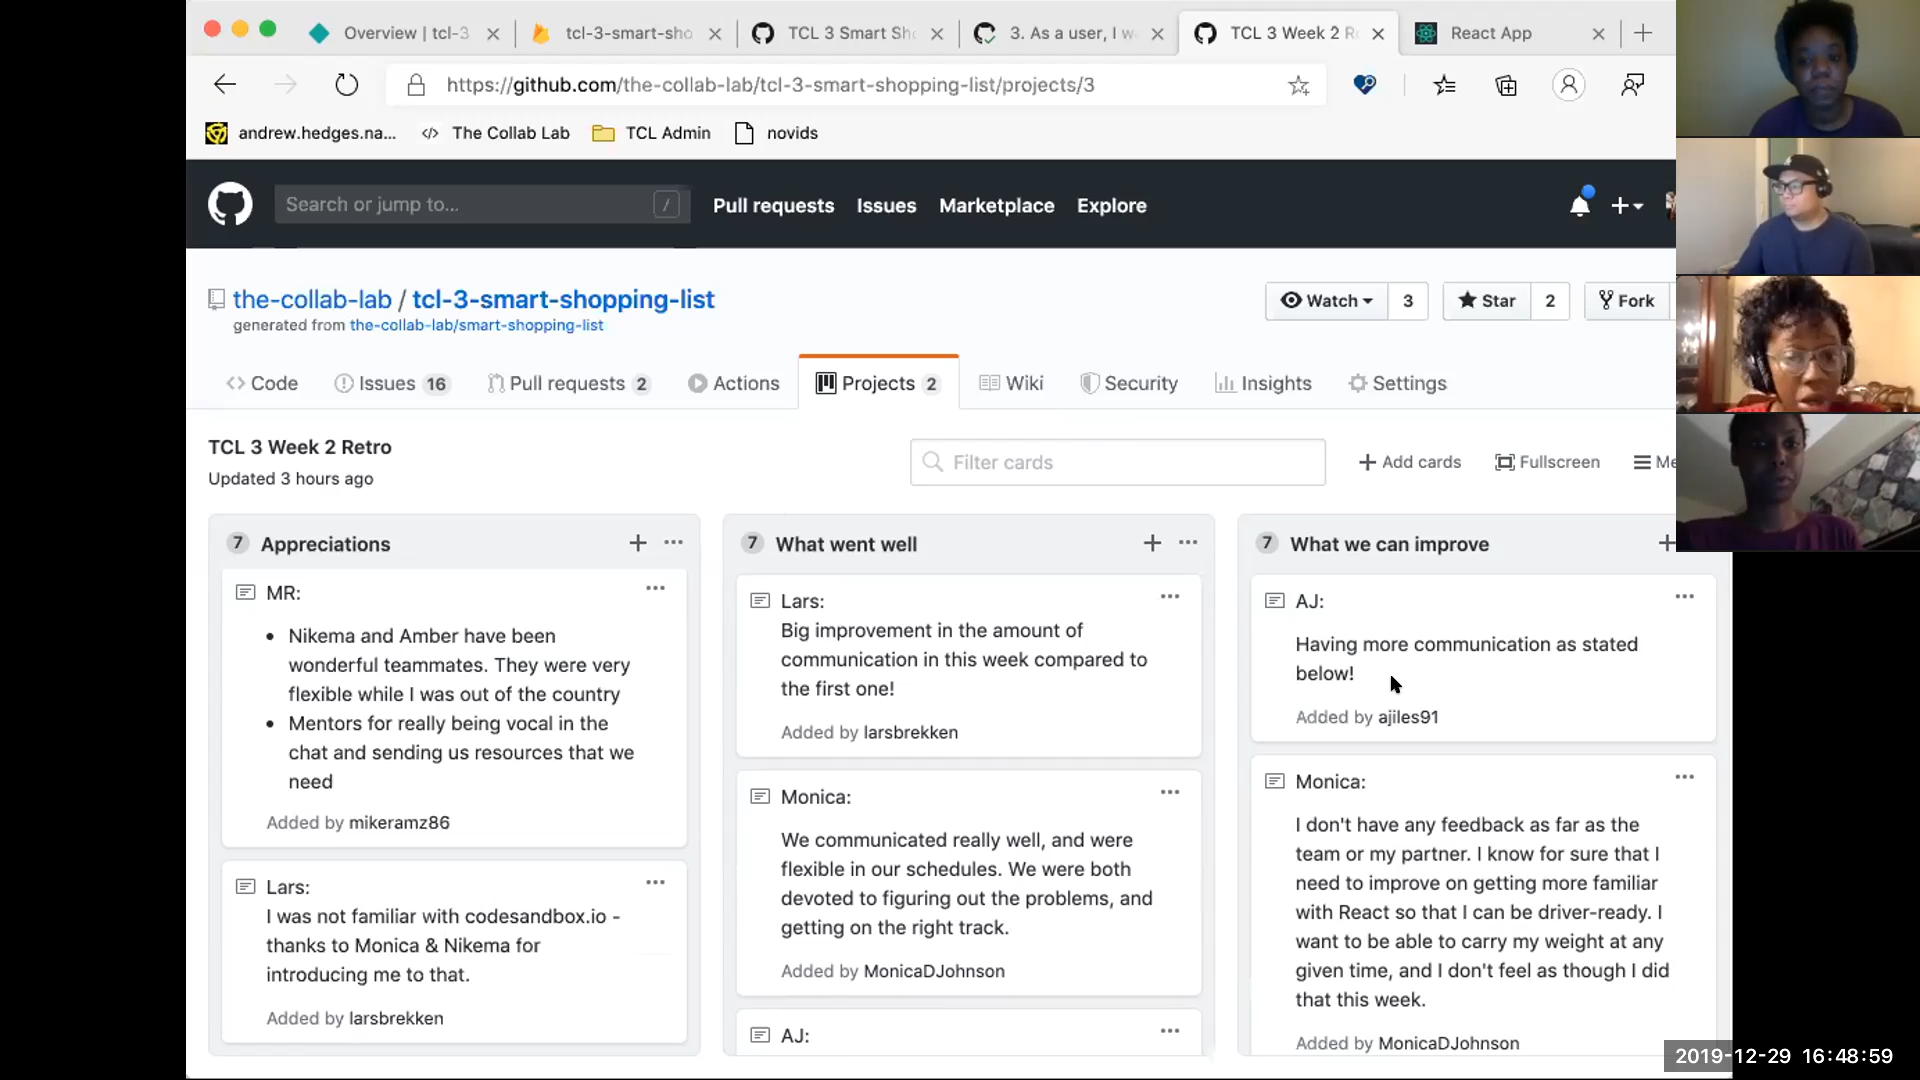 Overview | tcl-3
tcl-3-smart-sho
TCL 3 Smart Sh
3. As a user, I w
TCL 3 Week 2 R
React App
https://github.com/the-collab-lab/tcl-3-smart-shopping-list/projects/3
andrew.hedges.na...
The Collab Lab
TCL Admin
novids
Search or jump to...
/
Pull requests
Issues
Marketplace
Explore
the-collab-lab / tcl-3-smart-shopping-list
generated from the-collab-lab/smart-shopping-list
Watch 3
Star 2
Fork
Code
Issues 16
Pull requests 2
Actions
Projects 2
Wiki
Security
Insights
Settings
TCL 3 Week 2 Retro
Updated 3 hours ago
Filter cards
+ Add cards
Fullscreen
Me
7 Appreciations + ...
MR: ...
• Nikema and Amber have been
wonderful teammates. They were very
flexible while I was out of the country
• Mentors for really being vocal in the
chat and sending us resources that we
need
Added by mikeramz86
Lars: ...
I was not familiar with codesandbox.io -
thanks to Monica & Nikema for
introducing me to that.
Added by larsbrekken
7 What went well + ...
Lars: ...
Big improvement in the amount of
communication in this week compared to
the first one!
Added by larsbrekken
Monica: ...
We communicated really well, and were
flexible in our schedules. We were both
devoted to figuring out the problems, and
getting on the right track.
Added by MonicaDJohnson
AJ: ...
7 What we can improve +
AJ: ...
Having more communication as stated
below!
Added by ajiles91
Monica: ...
I don't have any feedback as far as the
team or my partner. I know for sure that I
need to improve on getting more familiar
with React so that I can be driver-ready. I
want to be able to carry my weight at any
given time, and I don't feel as though I did
that this week.
Added by MonicaDJohnson
2019-12-29 16:48:59